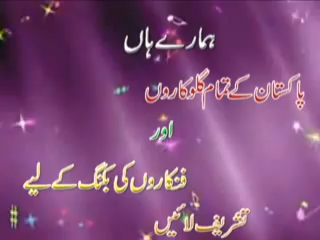 ہمارے ہاں
پاکستان کے تمام گلوکاروں
اور
فنکاروں کی بکنگ کے لیے
تشریف لائیں